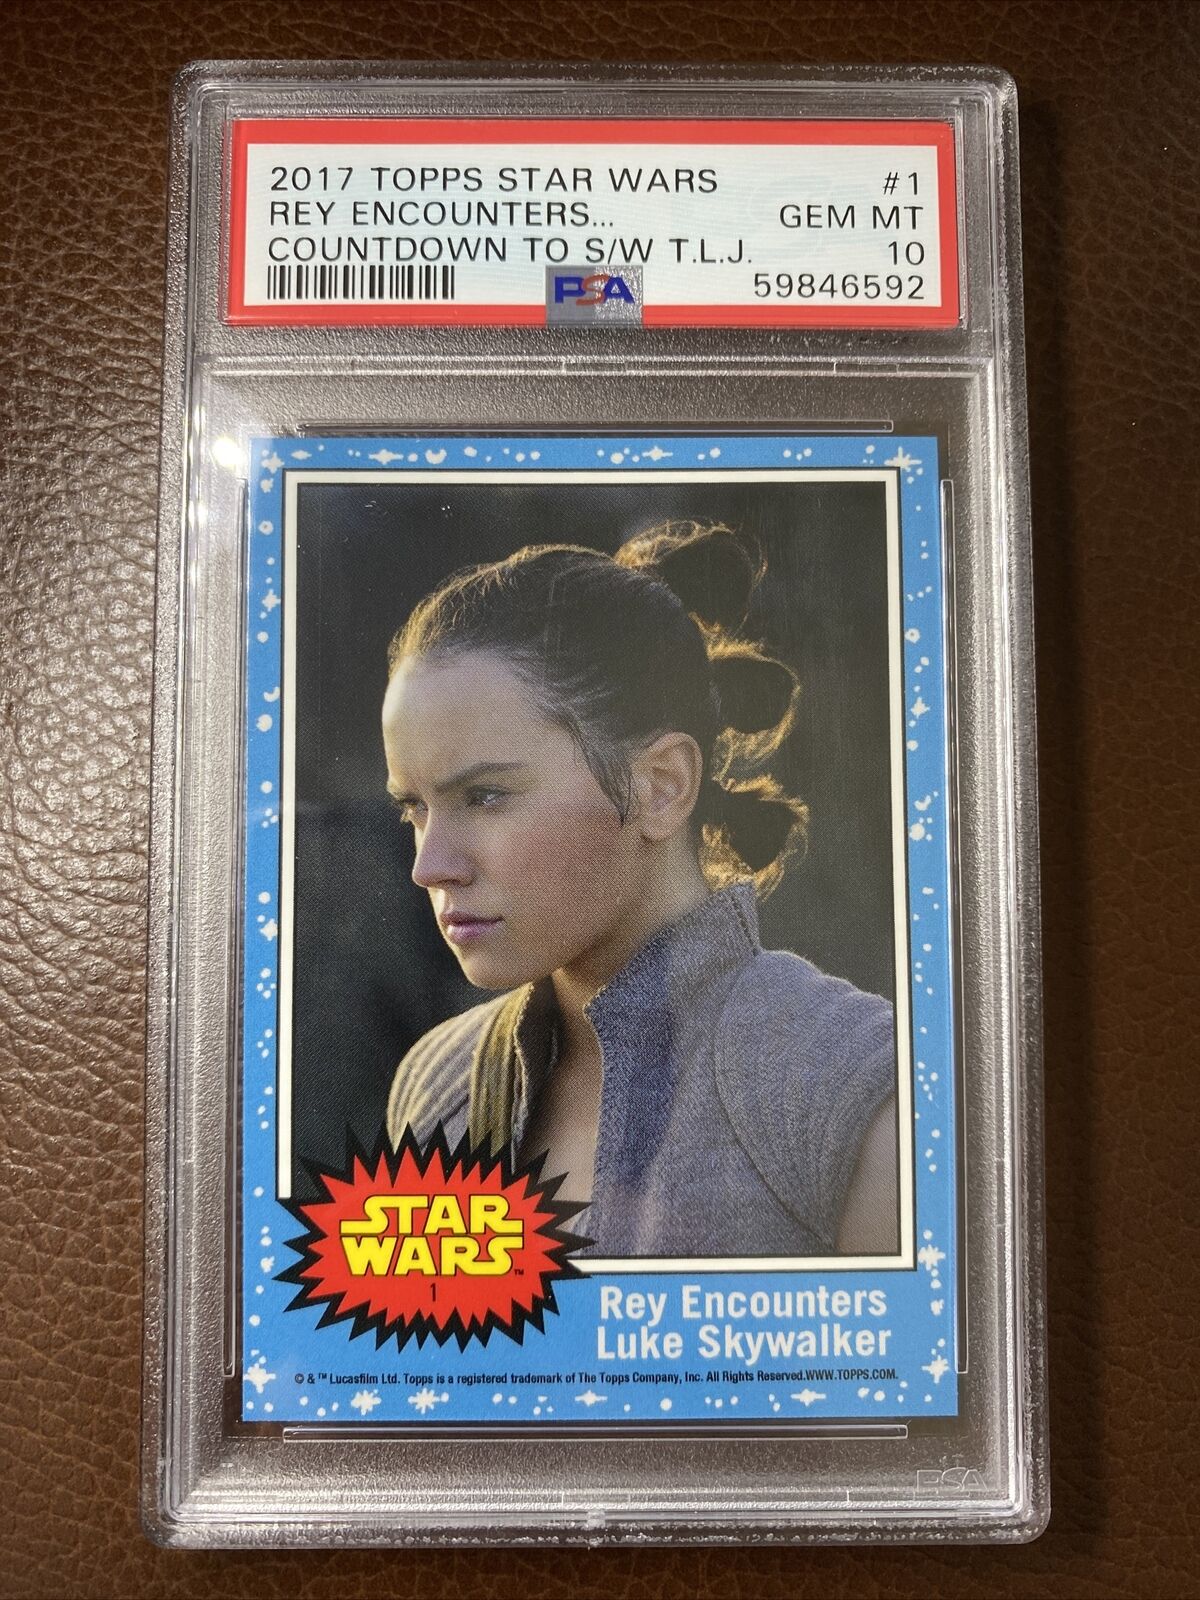 2017 TOPPS STAR WARS #1
REY ENCOUNTERS... GEM MT
COUNTDOWN TO S/W T.L.J. 10
PSA 59846592
STAR
WARS™
1
Rey Encounters
Luke Skywalker
© & ™ Lucasfilm Ltd. Topps is a registered trademark of The Topps Company, Inc. All Rights Reserved.WWW.TOPPS.COM.
PSA